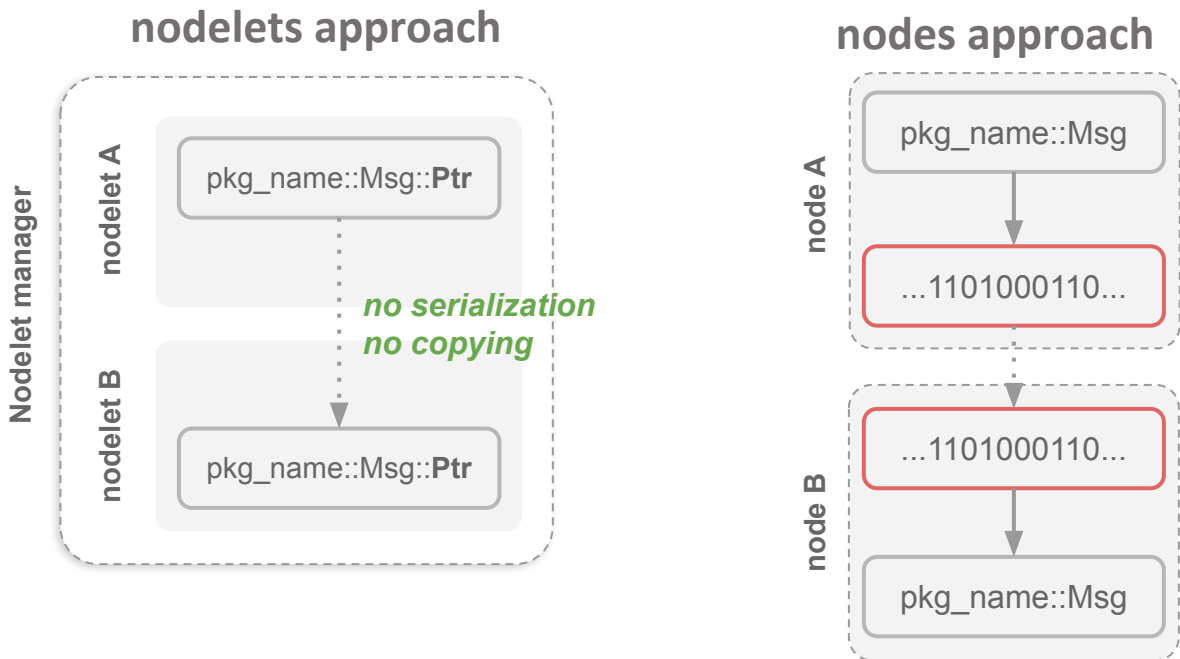 nodelets approach
Nodelet manager
nodelet A
pkg_name::Msg::Ptr
no serialization
no copying
nodelet B
pkg_name::Msg::Ptr
nodes approach
node A
pkg_name::Msg
...1101000110...
node B
...1101000110...
pkg_name::Msg